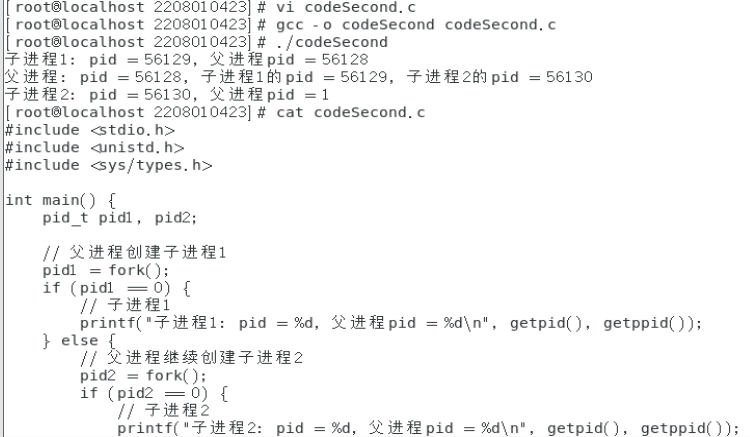 [root@localhost 2208010423]# vi codeSecond.c
[root@localhost 2208010423]# gcc -o codeSecond codeSecond.c
[root@localhost 2208010423]# ./codeSecond
子进程1: pid = 56129, 父进程pid = 56128
父进程: pid = 56128, 子进程1的pid = 56129, 子进程2的pid = 56130
子进程2: pid = 56130, 父进程pid = 1
[root@localhost 2208010423]# cat codeSecond.c
#include <stdio.h>
#include <unistd.h>
#include <sys/types.h>

int main() {
    pid_t pid1, pid2;

    // 父进程创建子进程1
    pid1 = fork();
    if (pid1 == 0) {
        // 子进程1
        printf("子进程1: pid = %d, 父进程pid = %d\n", getpid(), getppid());
    } else {
        // 父进程继续创建子进程2
        pid2 = fork();
        if (pid2 == 0) {
            // 子进程2
            printf("子进程2: pid = %d, 父进程pid = %d\n", getpid(), getppid());